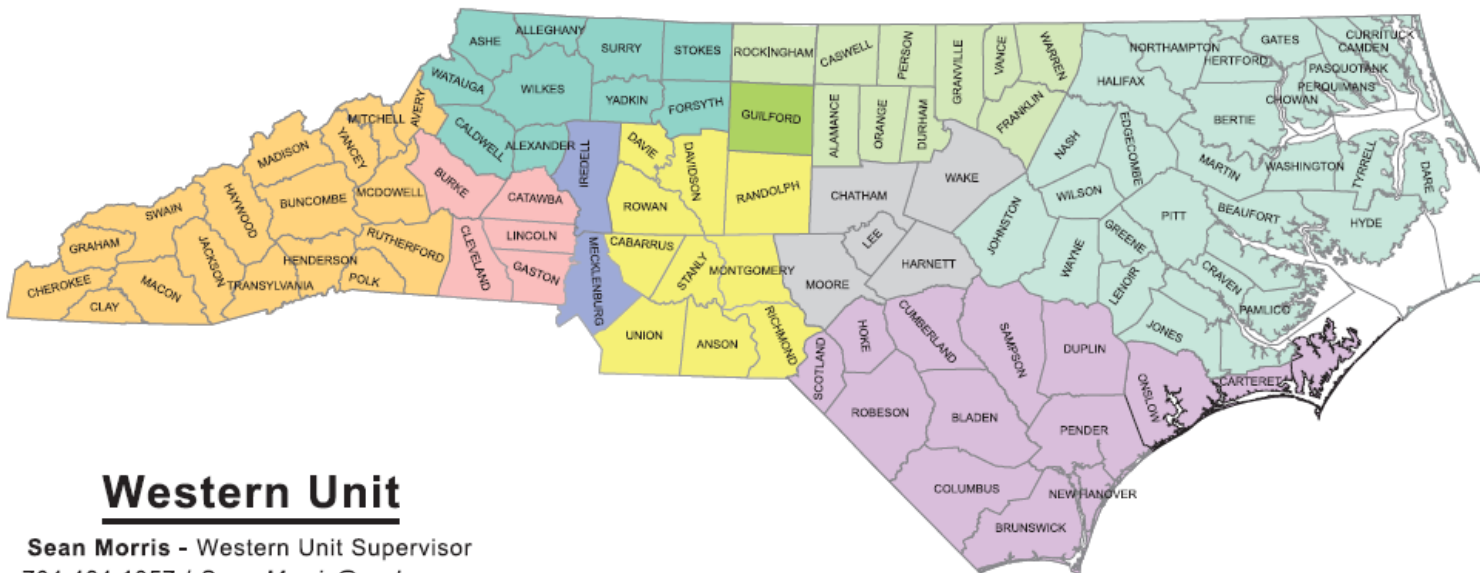 ASHE
ALLEGHANY
SURRY
STOKES
ROCKINGHAM
CASWELL
PERSON
GRANVILLE
VANCE
WARREN
NORTHAMPTON
GATES
CURRITUCK
CAMDEN
HERTFORD
PASQUOTANK
PERQUIMANS
CHOWAN
HALIFAX
WATAUGA
WILKES
YADKIN
FORSYTH
GUILFORD
ALAMANCE
ORANGE
DURHAM
FRANKLIN
BERTIE
AVERY
MITCHELL
YANCEY
MADISON
CALDWELL
ALEXANDER
IREDELL
DAVIE
DAVIDSON
RANDOLPH
CHATHAM
WAKE
NASH
EDGECOMBE
MARTIN
WASHINGTON
TYRRELL
DARE
BURKE
CATAWBA
ROWAN
WILSON
PITT
BEAUFORT
HYDE
MCDOWELL
BUNCOMBE
HAYWOOD
SWAIN
GRAHAM
CHEROKEE
CLAY
MACON
JACKSON
TRANSYLVANIA
HENDERSON
POLK
RUTHERFORD
CLEVELAND
LINCOLN
GASTON
MECKLENBURG
CABARRUS
STANLY
MONTGOMERY
MOORE
LEE
HARNETT
JOHNSTON
WAYNE
GREENE
LENOIR
CRAVEN
PAMLICO
JONES
UNION
ANSON
RICHMOND
SCOTLAND
HOKE
CUMBERLAND
SAMPSON
DUPLIN
ONSLOW
CARTERET
ROBESON
BLADEN
PENDER
COLUMBUS
NEW HANOVER
BRUNSWICK
Western Unit
Sean Morris - Western Unit Supervisor